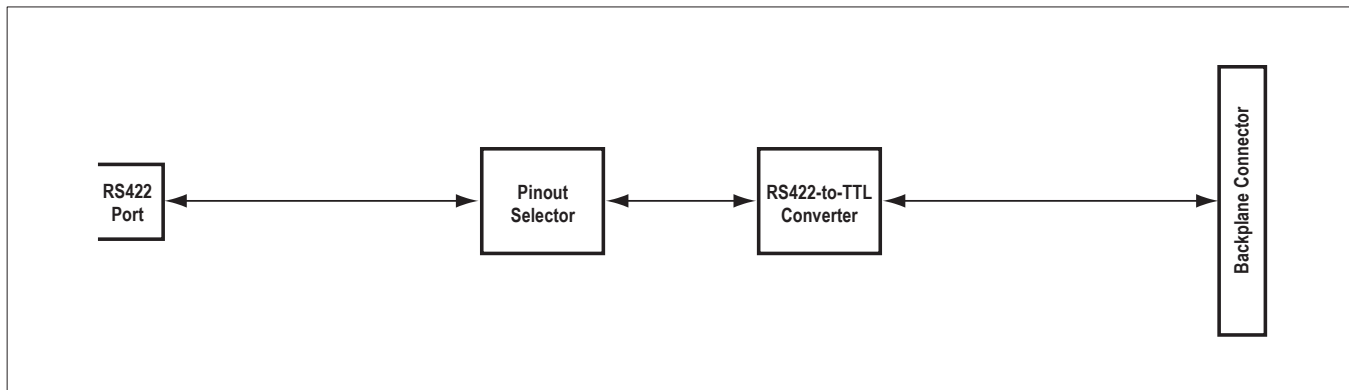 RS422
Port
Pinout
Selector
RS422-to-TTL
Converter
Backplane Connector